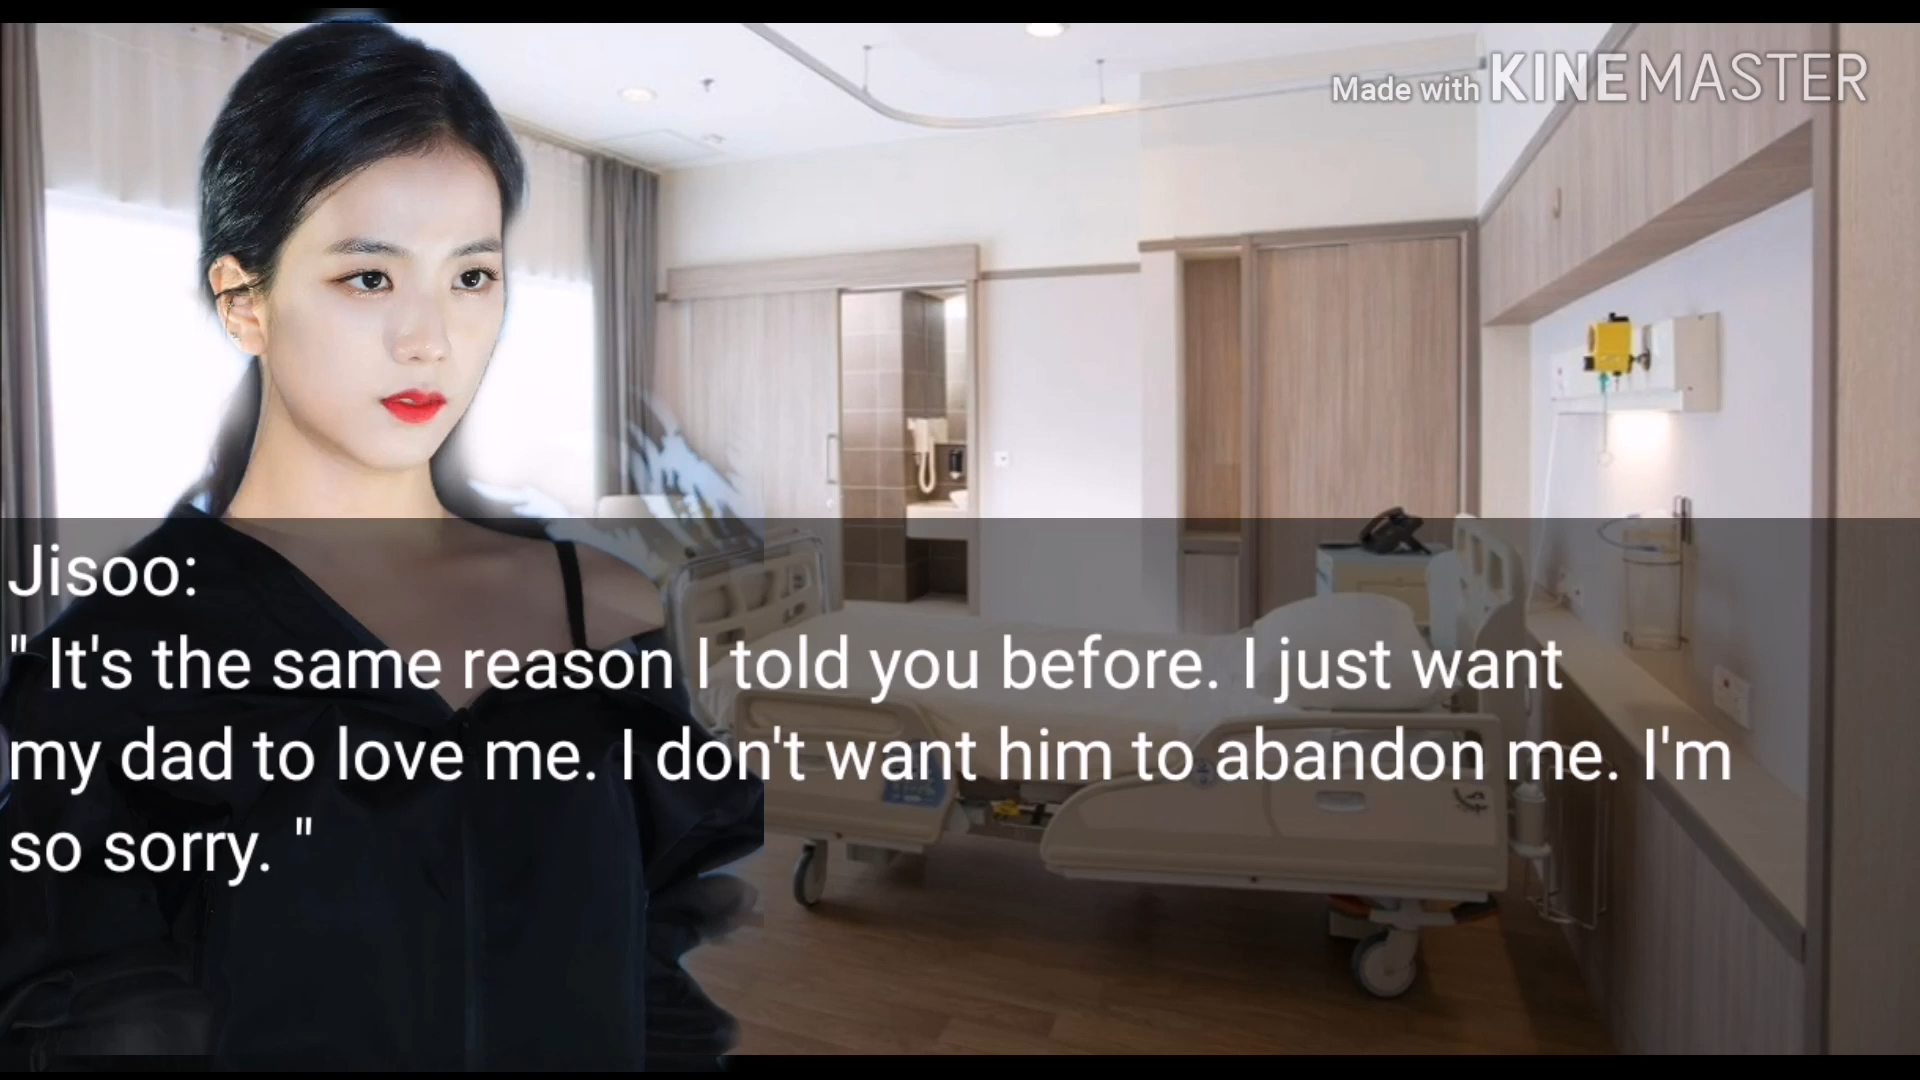 Made with KINEMASTER
Jisoo:
" It's the same reason I told you before. I just want
my dad to love me. I don't want him to abandon me. I'm
so sorry. "